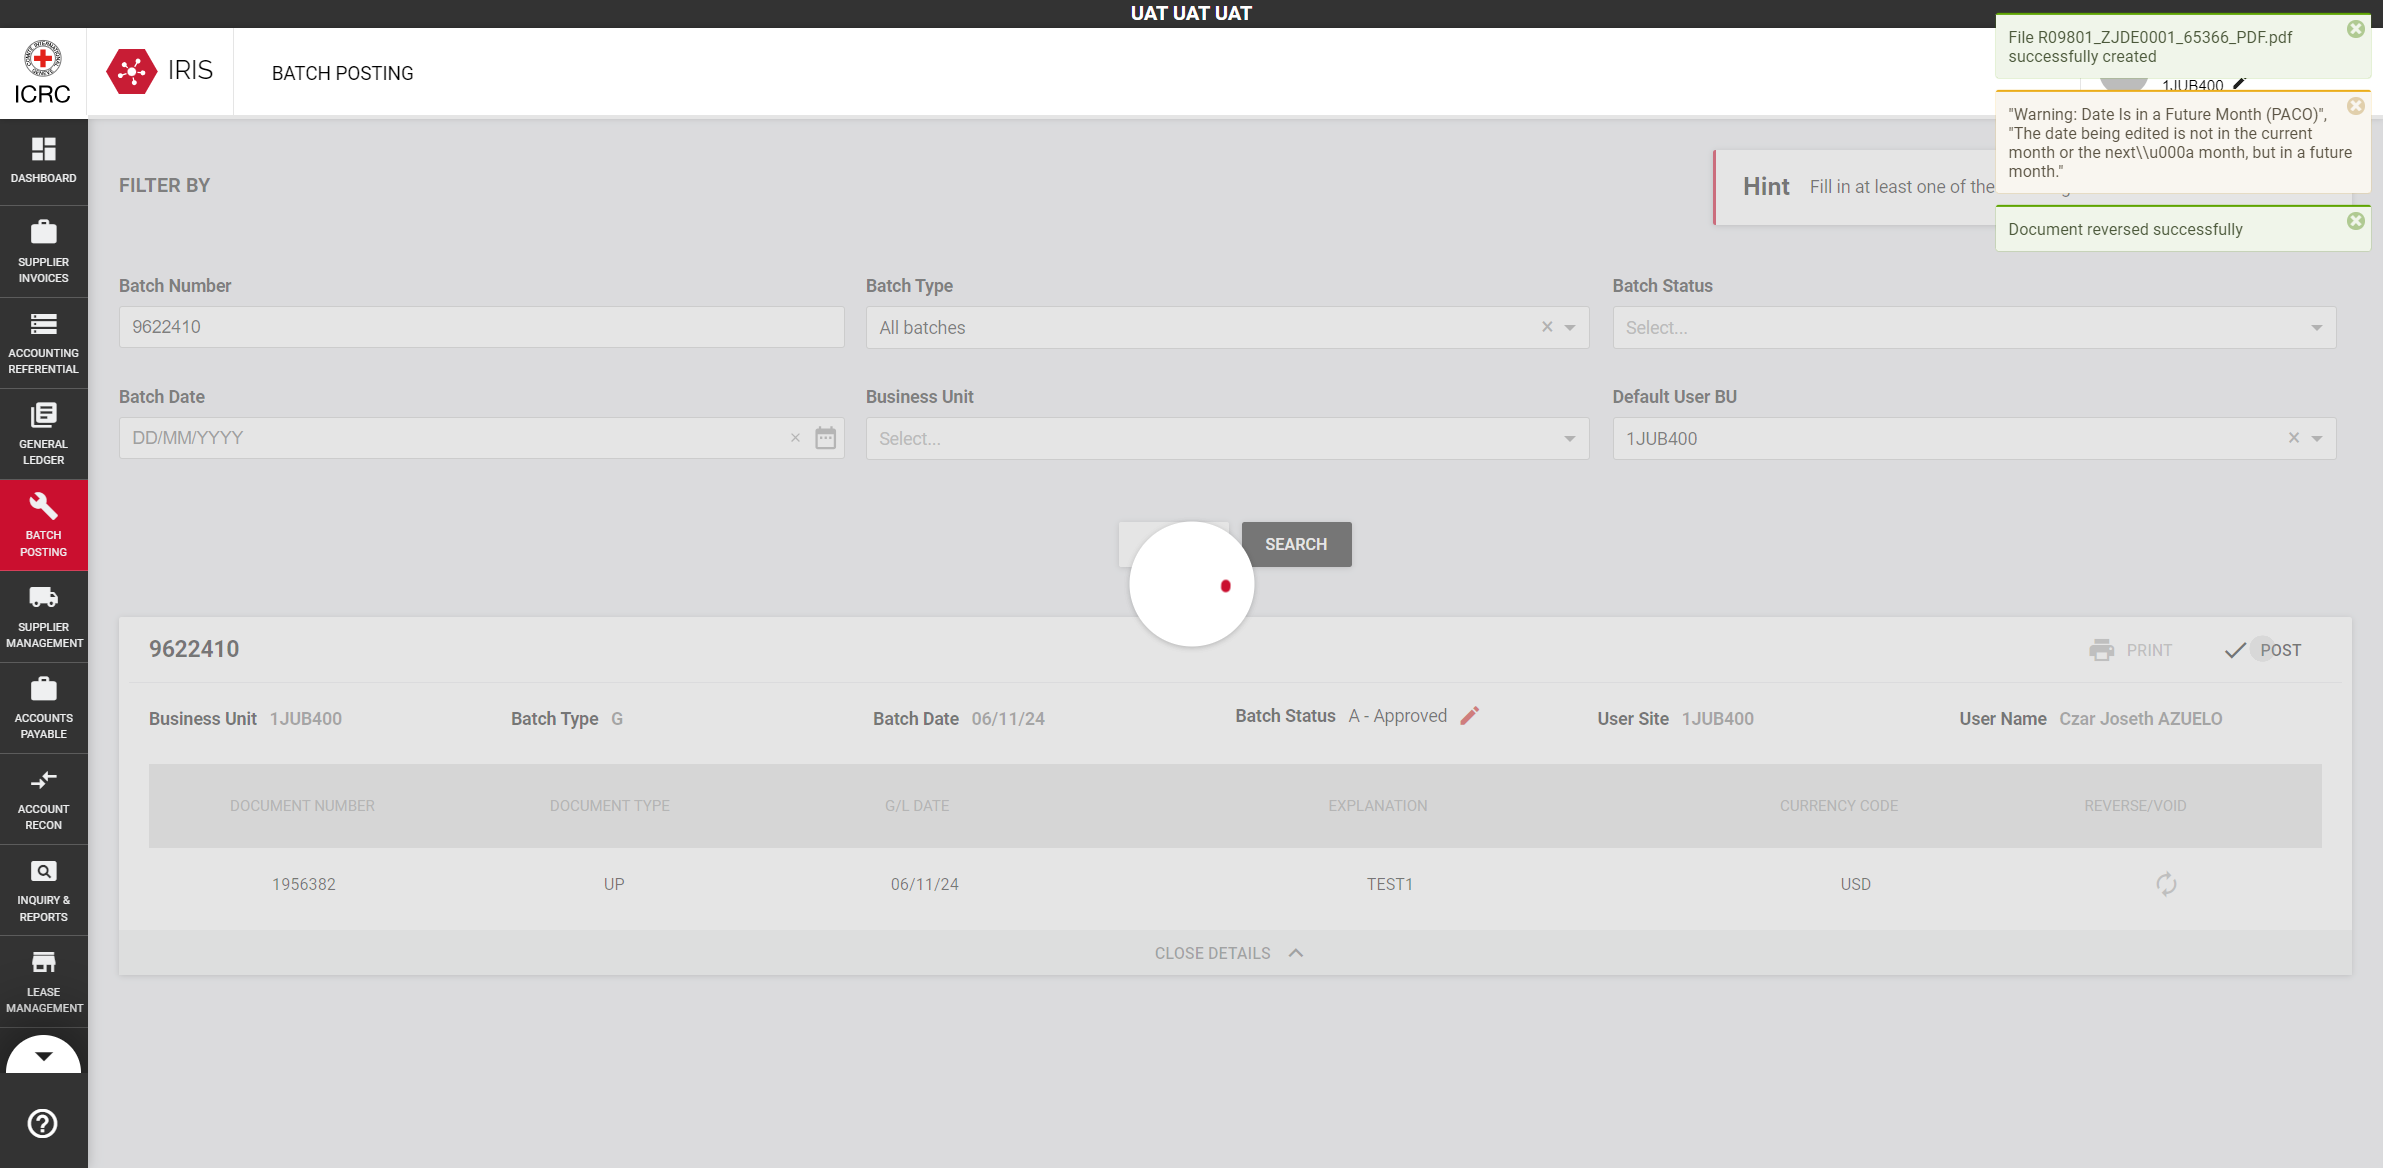 UAT UAT UAT
ICRC
IRIS
BATCH POSTING
1JUB400
File R09801_ZJDE0001_65366_PDF.pdf
successfully created
"Warning: Date Is in a Future Month (PACO)",
"The date being edited is not in the current
month or the next\\u000a month, but in a future
month."
Document reversed successfully
DASHBOARD
SUPPLIER
INVOICES
ACCOUNTING
REFERENTIAL
GENERAL
LEDGER
BATCH
POSTING
SUPPLIER
MANAGEMENT
ACCOUNTS
PAYABLE
ACCOUNT
RECON
INQUIRY &
REPORTS
LEASE
MANAGEMENT
FILTER BY
Hint Fill in at least one of the
Batch Number
9622410
Batch Type
All batches
Batch Status
Select...
Batch Date
DD/MM/YYYY
Business Unit
Select...
Default User BU
1JUB400
SEARCH
9622410
PRINT
POST
Business Unit 1JUB400
Batch Type G
Batch Date 06/11/24
Batch Status A - Approved
User Site 1JUB400
User Name Czar Joseth AZUELO
DOCUMENT NUMBER DOCUMENT TYPE G/L DATE EXPLANATION CURRENCY CODE REVERSE/VOID
1956382 UP 06/11/24 TEST1 USD
CLOSE DETAILS